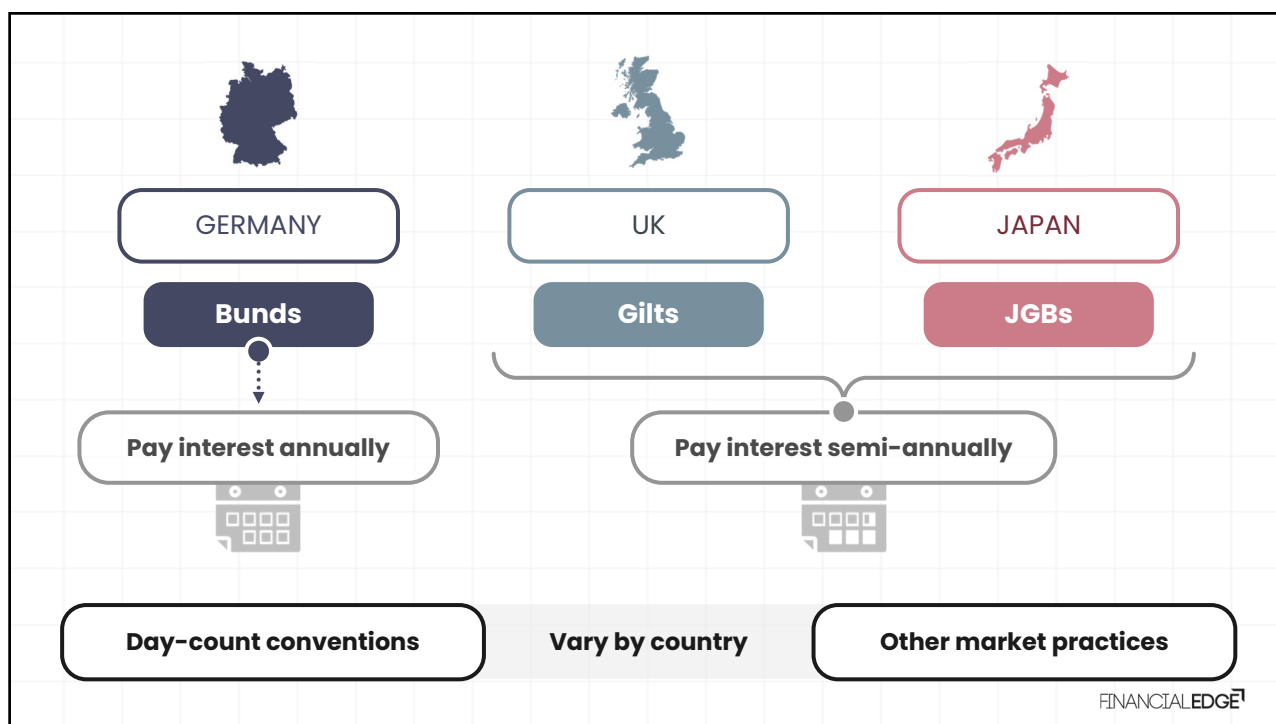 GERMANY
UK
JAPAN
Bunds
Gilts
JGBs
Pay interest annually
Pay interest semi-annually
Day-count conventions
Vary by country
Other market practices
FINANCIALEDGE